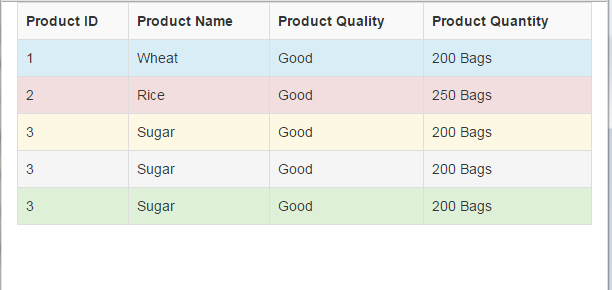 Product ID Product Name Product Quality Product Quantity
1 Wheat Good 200 Bags
2 Rice Good 250 Bags
3 Sugar Good 200 Bags
3 Sugar Good 200 Bags
3 Sugar Good 200 Bags